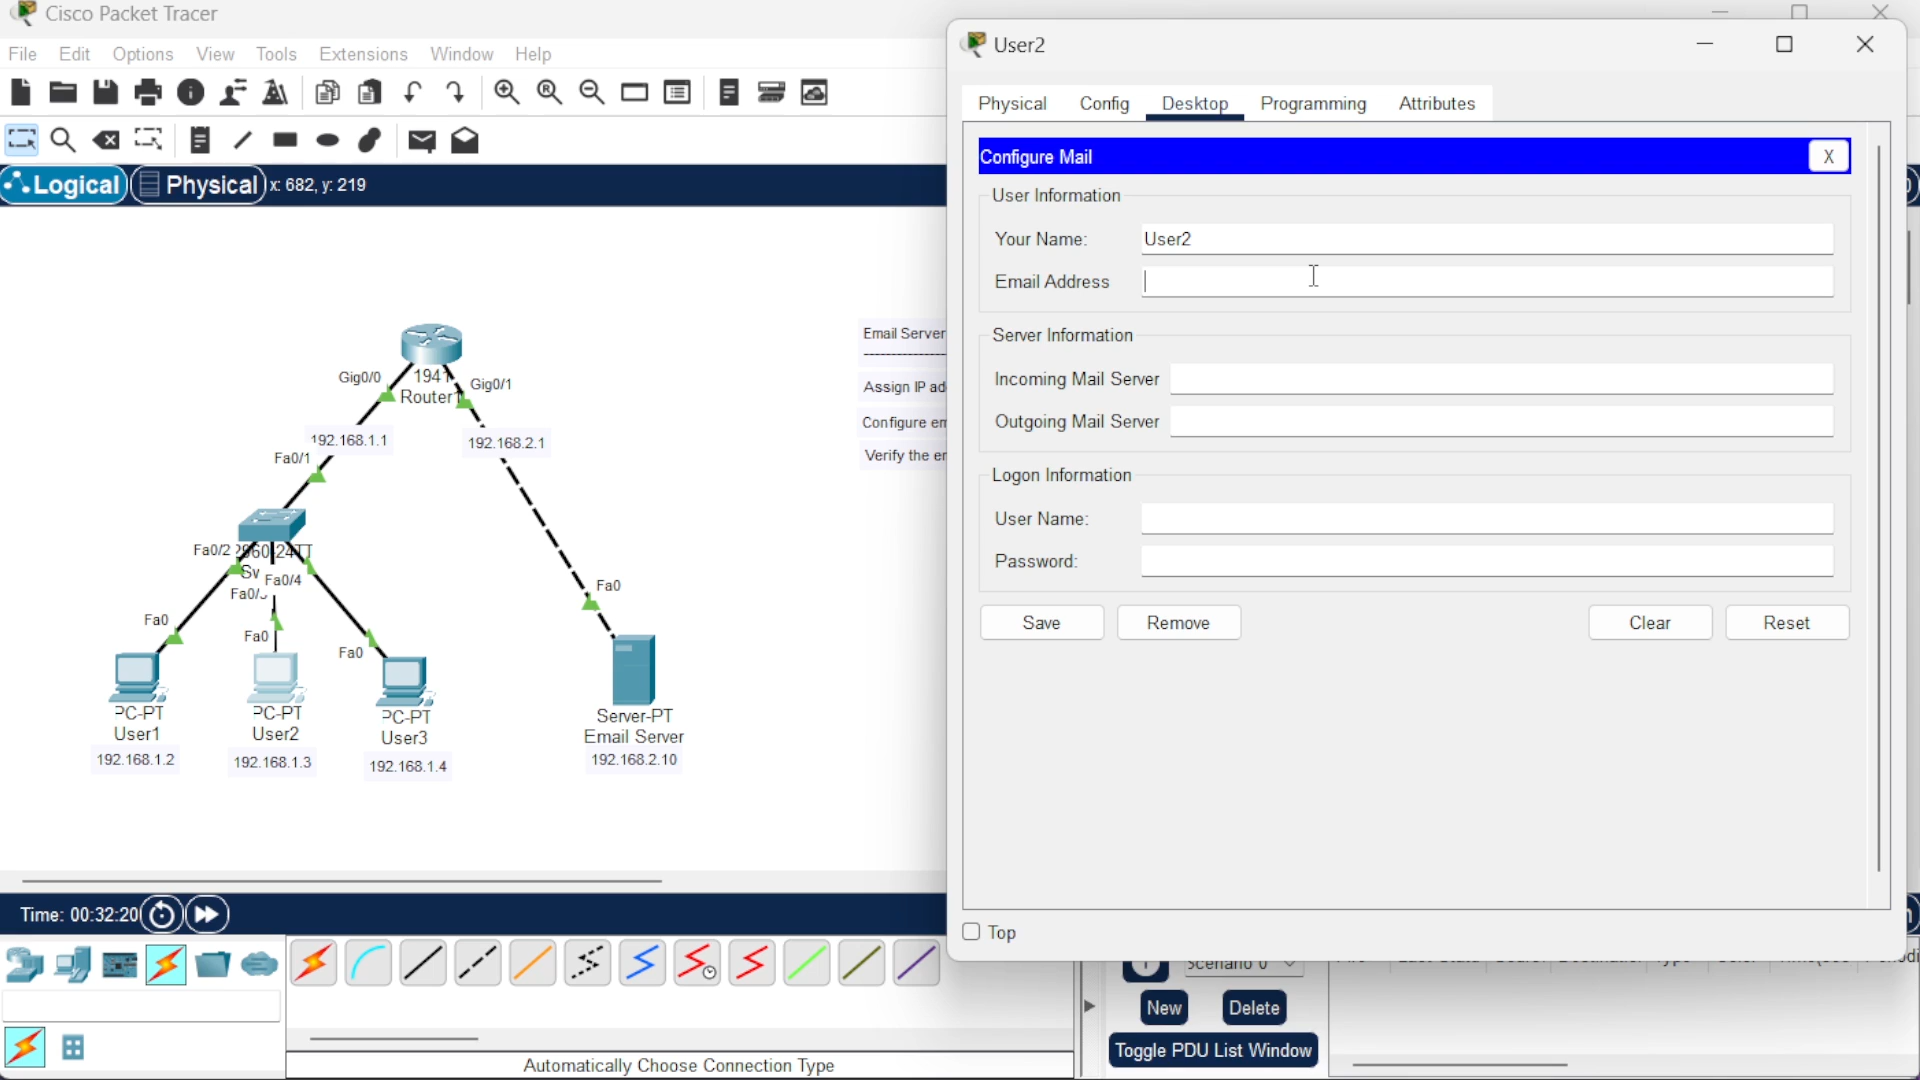 Cisco Packet Tracer
File Edit Options View Tools Extensions Window Help
Logical Physical x: 682, y: 219
Gig0/0
1941
Router1
Gig0/1
192.168.1.1
192.168.2.1
Fa0/1
Fa0/2
2960-24TT
Fa0/4
Fa0
Fa0
Fa0
Fa0
PC-PT
User1
192.168.1.2
PC-PT
User2
192.168.1.3
PC-PT
User3
192.168.1.4
Server-PT
Email Server
192.168.2.10
Email Server
Assign IP
Configure
Verify the
User2
Physical Config Desktop Programming Attributes
Configure Mail X
User Information
Your Name: User2
Email Address
Server Information
Incoming Mail Server
Outgoing Mail Server
Logon Information
User Name:
Password:
Save Remove Clear Reset
Top
Time: 00:32:20
Scenario 0
New Delete
Toggle PDU List Window
Automatically Choose Connection Type